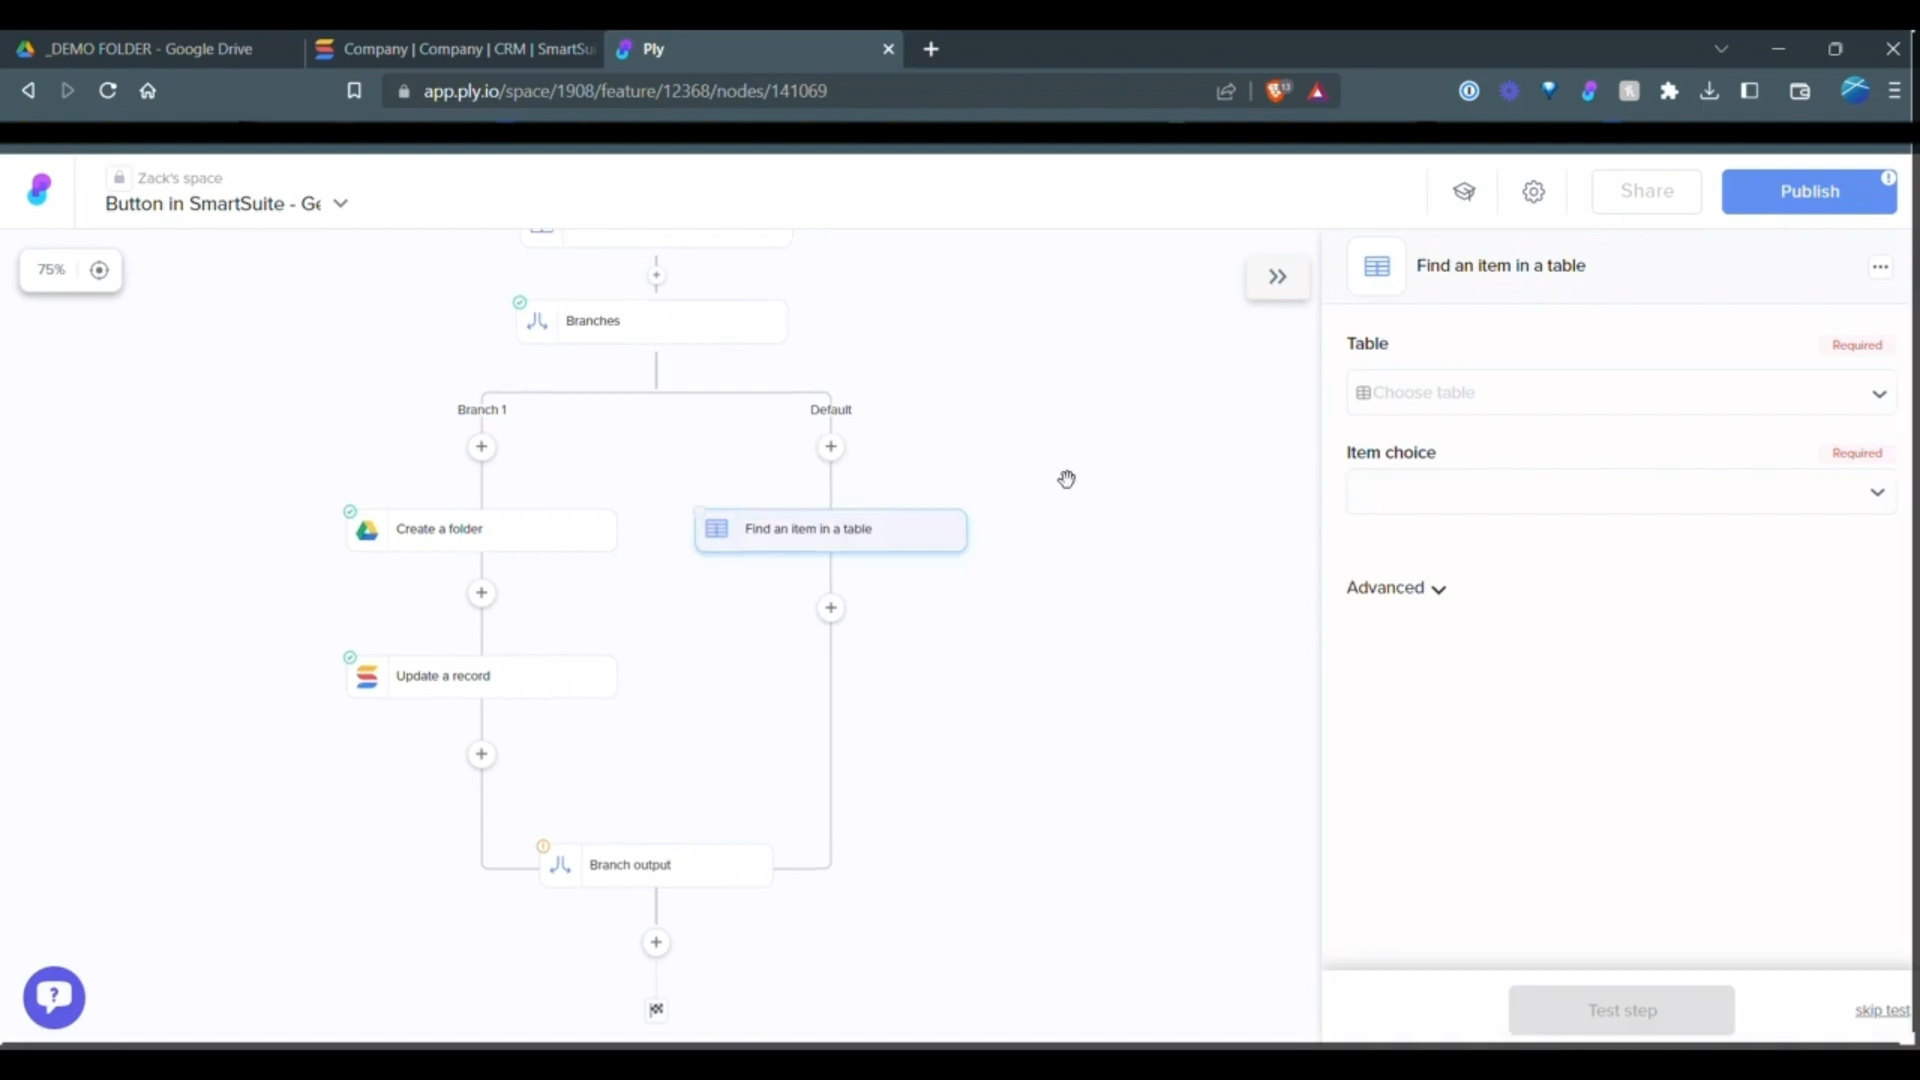 _DEMO FOLDER - Google Drive
Company | Company | CRM | SmartSu
Ply
app.ply.io/space/1908/feature/12368/nodes/141069
Zack's space
Button in SmartSuite - Ge
Share
Publish
75%
Find an item in a table
Branches
Table
Required
Choose table
Branch 1
Default
Item choice
Required
Create a folder
Find an item in a table
Advanced
Update a record
Branch output
Test step
skip test